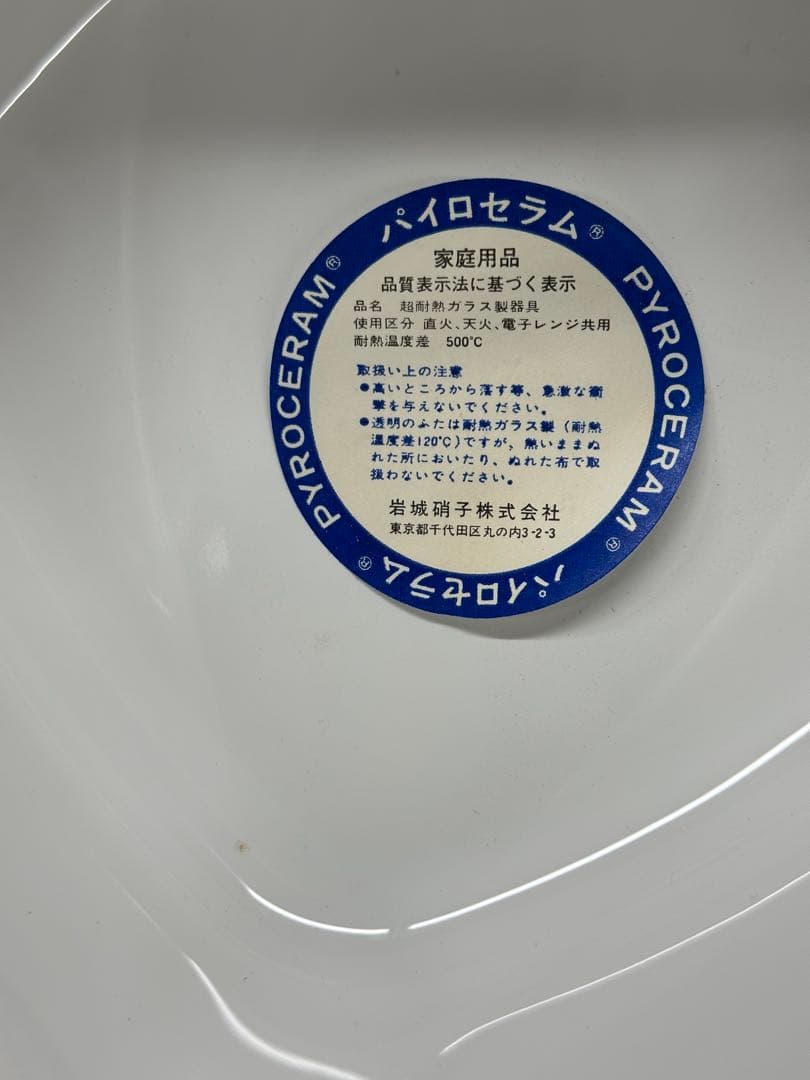 パイロセラム®
PYROCERAM®
PYROCERAM®
パイロセラム®
家庭用品
品質表示法に基づく表示
品名 超耐熱ガラス製器具
使用区分 直火、天火、電子レンジ共用
耐熱温度差 500℃
取扱い上の注意
●高いところから落す等、急激な衝
撃を与えないでください。
●透明のふたは耐熱ガラス製(耐熱
温度差120℃)ですが、熱いままぬ
れた所においたり、ぬれた布で取
扱わないでください。
岩城硝子株式会社
東京都千代田区丸の内3-2-3